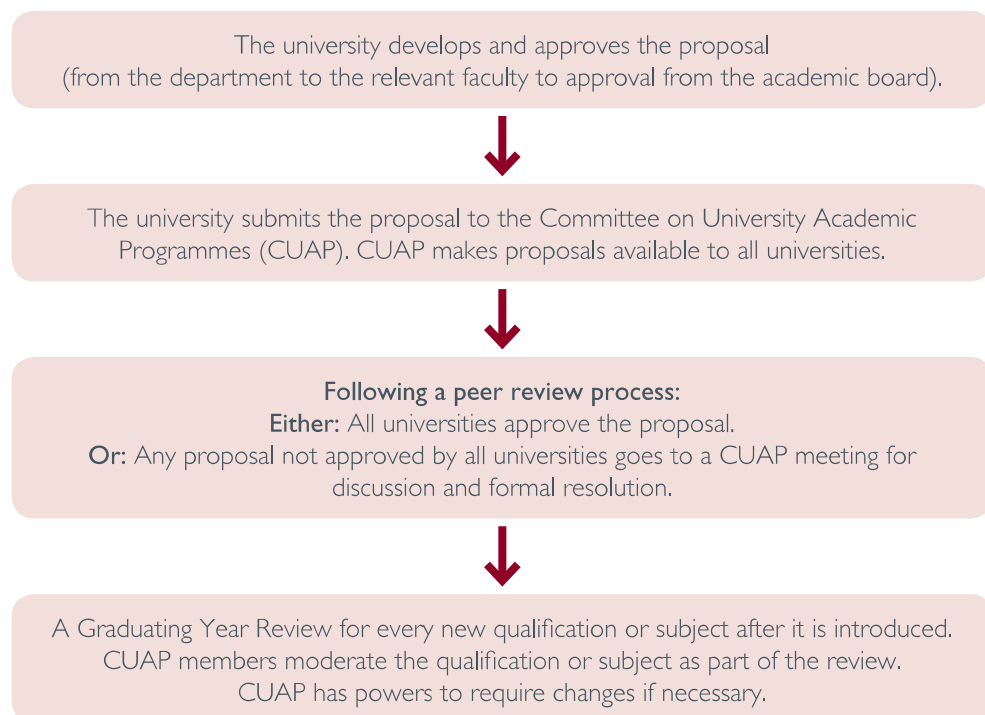 The university develops and approves the proposal
(from the department to the relevant faculty to approval from the academic board).
The university submits the proposal to the Committee on University Academic
Programmes (CUAP). CUAP makes proposals available to all universities.
Following a peer review process:
Either: All universities approve the proposal.
Or: Any proposal not approved by all universities goes to a CUAP meeting for
discussion and formal resolution.
A Graduating Year Review for every new qualification or subject after it is introduced.
CUAP members moderate the qualification or subject as part of the review.
CUAP has powers to require changes if necessary.